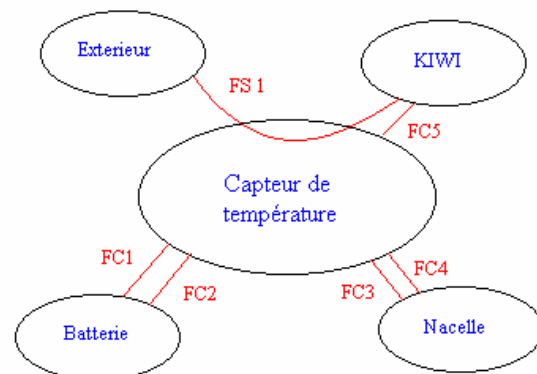 Exterieur
KIWI
FS 1
FC5
Capteur de
température
FC1
FC4
FC2
FC3
Batterie
Nacelle